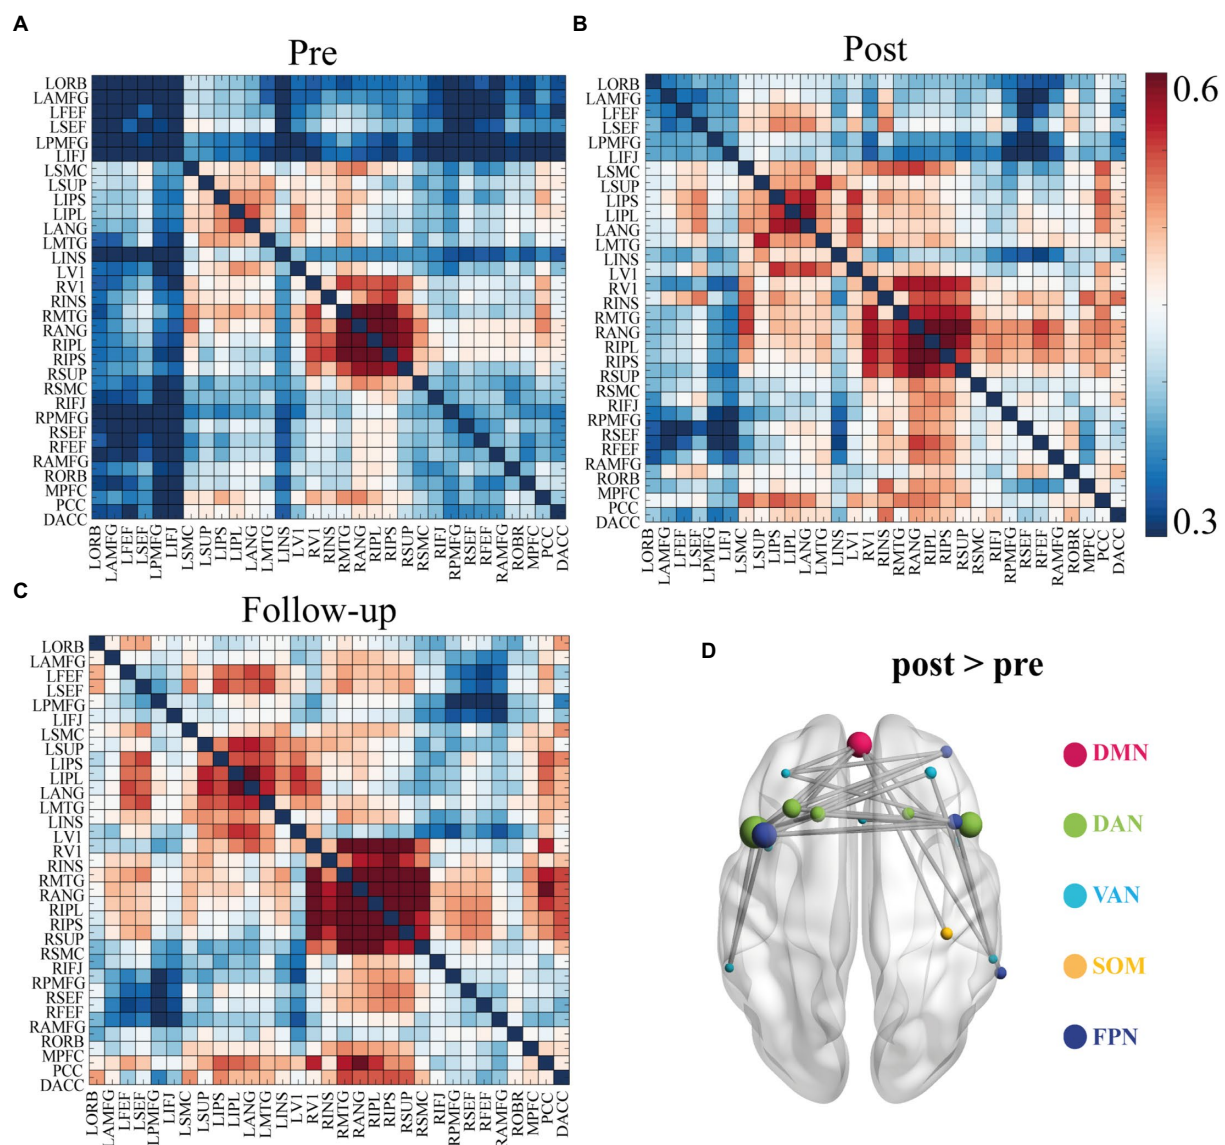 A
Pre
LORB
LAMFG
LFEF
LSEF
LPMFG
LIFJ
LSMC
LSUP
LIPS
LIPL
LANG
LMTG
LINS
LV1
RV1
RINS
RMTG
RANG
RIPL
RIPS
RSUP
RSMC
RIFJ
RPMFG
RSEF
RFEF
RAMFG
RORB
MPFC
PCC
DACC
LORB LAMFG LFEF LSEF LPMFG LIFJ LSMC LSUP LIPS LIPL LANG LMTG LINS LV1 RV1 RINS RMTG RANG RIPL RIPS RSUP RSMC RIFJ RPMFG RSEF RFEF RAMFG ROBR MPFC PCC DACC
B
Post
LORB
LAMFG
LFEF
LSEF
LPMFG
LIFJ
LSMC
LSUP
LIPS
LIPL
LANG
LMTG
LINS
LV1
RV1
RINS
RMTG
RANG
RIPL
RIPS
RSUP
RSMC
RIFJ
RPMFG
RSEF
RFEF
RAMFG
RORB
MPFC
PCC
DACC
LORB LAMFG LFEF LSEF LPMFG LIFJ LSMC LSUP LIPS LIPL LANG LMTG LINS LV1 RV1 RINS RMTG RANG RIPL RIPS RSUP RSMC RIFJ RPMFG RSEF RFEF RAMFG ROBR MPFC PCC DACC
0.6
0.3
C
Follow-up
LORB
LAMFG
LFEF
LSEF
LPMFG
LIFJ
LSMC
LSUP
LIPS
LIPL
LANG
LMTG
LINS
LV1
RV1
RINS
RMTG
RANG
RIPL
RIPS
RSUP
RSMC
RIFJ
RPMFG
RSEF
RFEF
RAMFG
RORB
MPFC
PCC
DACC
LORB LAMFG LFEF LSEF LPMFG LIFJ LSMC LSUP LIPS LIPL LANG LMTG LINS LV1 RV1 RINS RMTG RANG RIPL RIPS RSUP RSMC RIFJ RPMFG RSEF RFEF RAMFG ROBR MPFC PCC DACC
D
post > pre
DMN
DAN
VAN
SOM
FPN